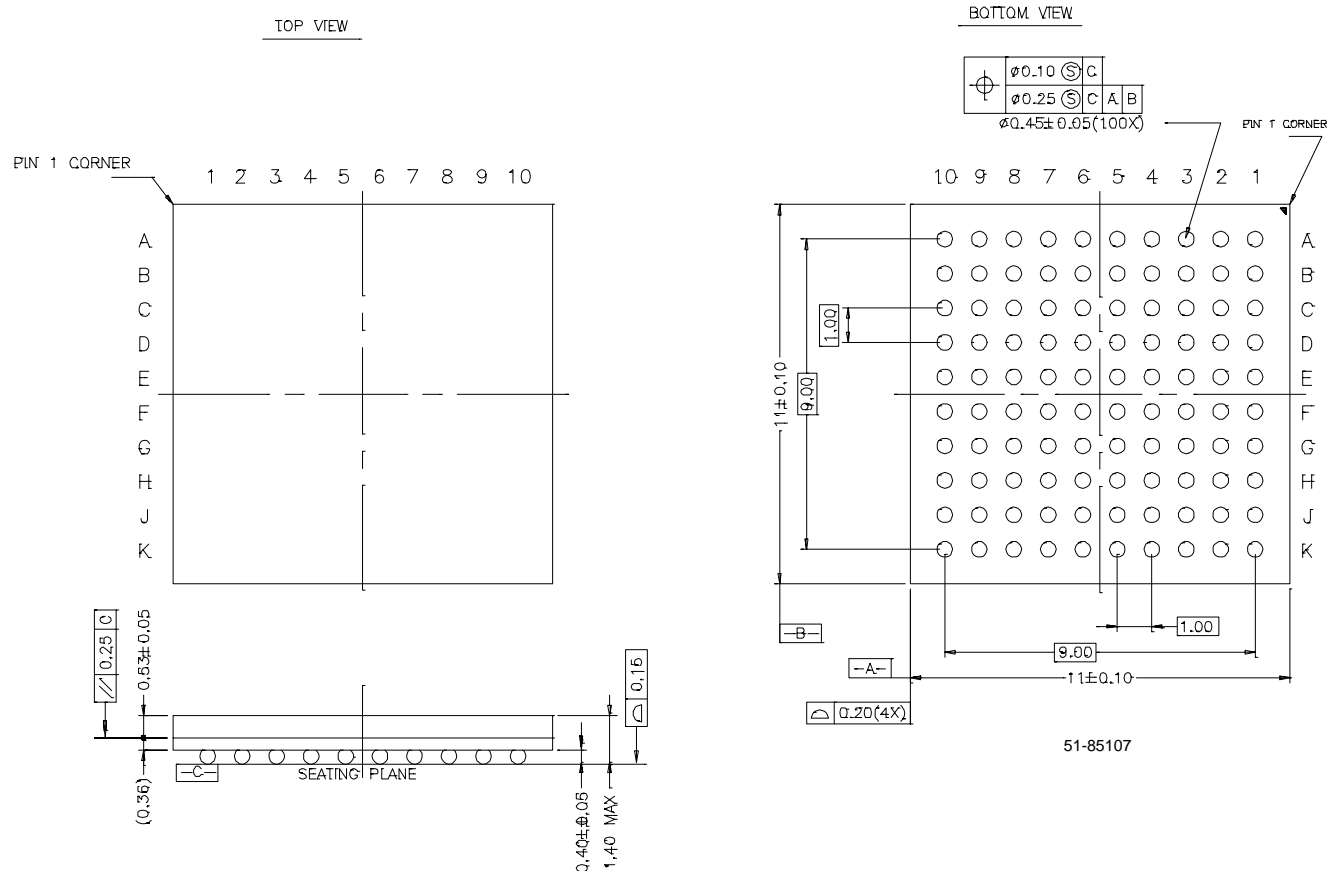 TOP VIEW
BOTTOM VIEW
⌀0.10 Ⓢ C
⌀0.25 Ⓢ C A B
⌀0.45±0.05(100X)
PIN 1 CORNER
PIN 1 CORNER
1 2 3 4 5 6 7 8 9 10
10 9 8 7 6 5 4 3 2 1
A
B
C
D
E
F
G
H
J
K
A
B
C
D
E
F
G
H
J
K
1.00
9.00
11±0.10
-B-
1.00
9.00
-A-
11±0.10
0.20(4X)
// 0.25 C
0.53±0.05
(0.36)
-C-
SEATING PLANE
0.15
0.40±0.05
1.40 MAX
51-85107